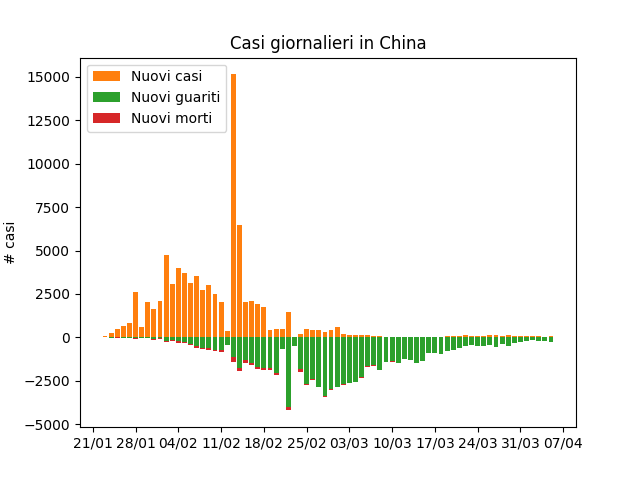 Casi giornalieri in China
Nuovi casi
Nuovi guariti
Nuovi morti
# casi
15000
12500
10000
7500
5000
2500
0
−2500
−5000
21/01 28/01 04/02 11/02 18/02 25/02 03/03 10/03 17/03 24/03 31/03 07/04